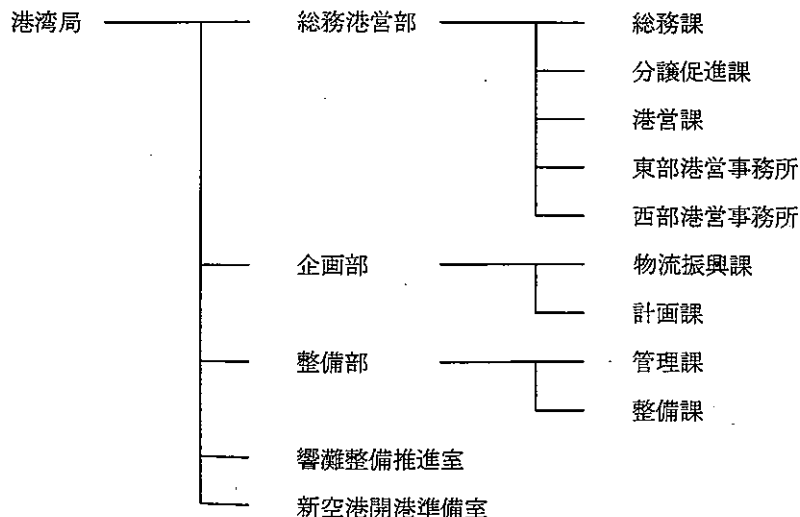 港湾局 総務港営部 総務課
分譲促進課
港営課
東部港営事務所
西部港営事務所
企画部 物流振興課
計画課
整備部 管理課
整備課
響灘整備推進室
新空港開港準備室